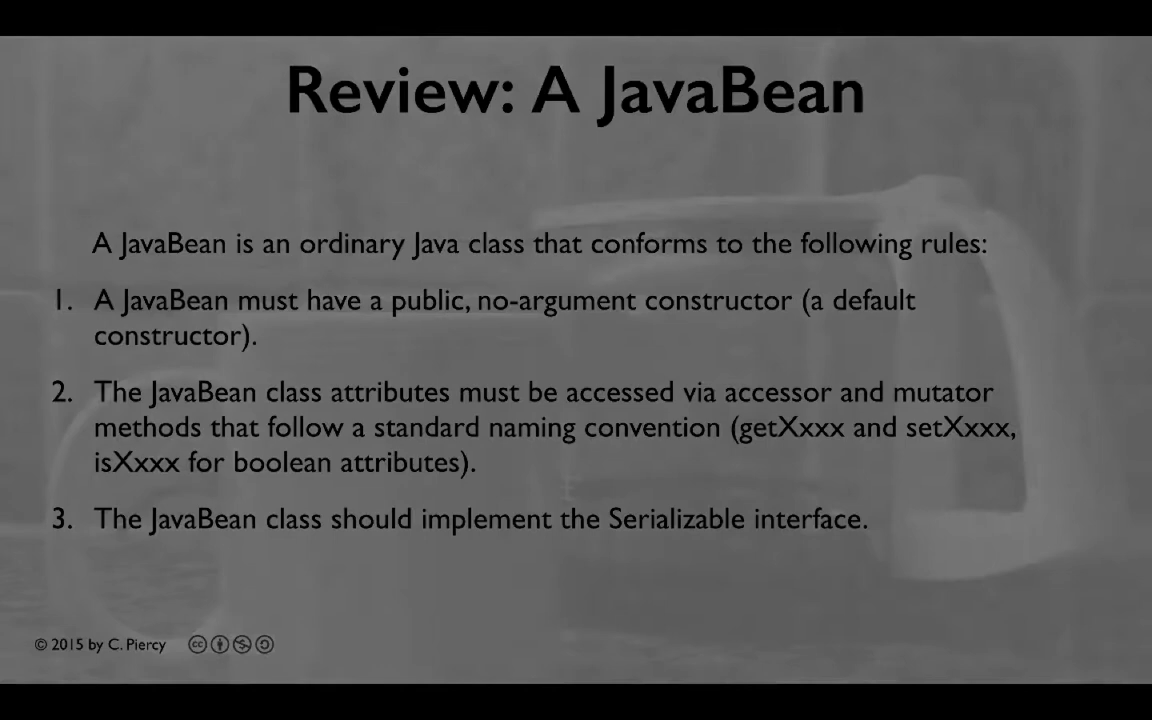 Review: A JavaBean
A JavaBean is an ordinary Java class that conforms to the following rules:
1. A JavaBean must have a public, no-argument constructor (a default
constructor).
2. The JavaBean class attributes must be accessed via accessor and mutator
methods that follow a standard naming convention (getXxxx and setXxxx,
isXxxx for boolean attributes).
3. The JavaBean class should implement the Serializable interface.
© 2015 by C. Piercy cc